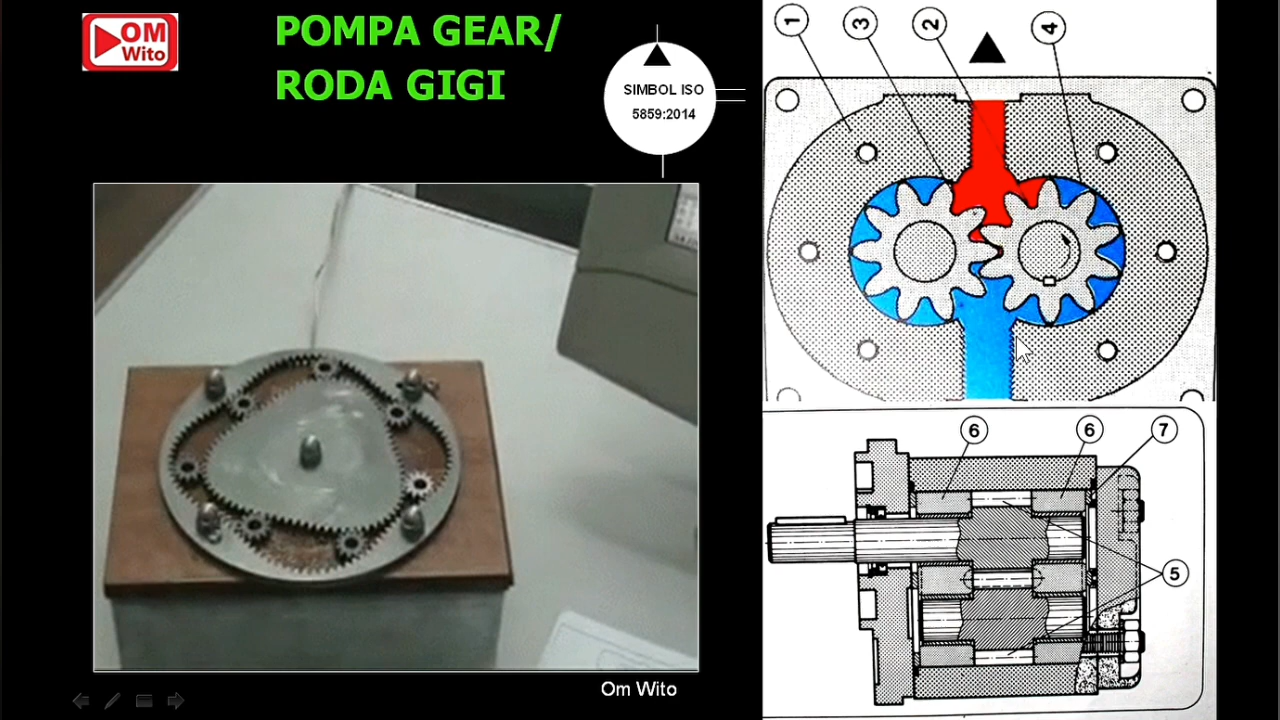 OM
Wito
POMPA GEAR/
RODA GIGI
SIMBOL ISO
5859:2014
1
3
2
4
6
6
7
5
Om Wito